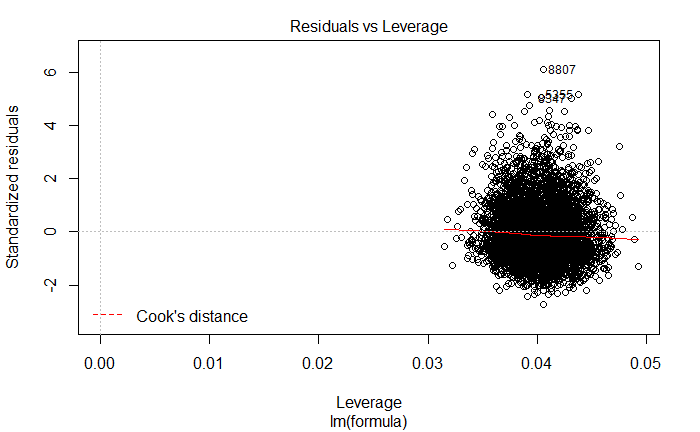 Residuals vs Leverage
Standardized residuals
6
4
2
0
-2
8807
5355
8347
Cook's distance
0.00 0.01 0.02 0.03 0.04 0.05
Leverage
lm(formula)